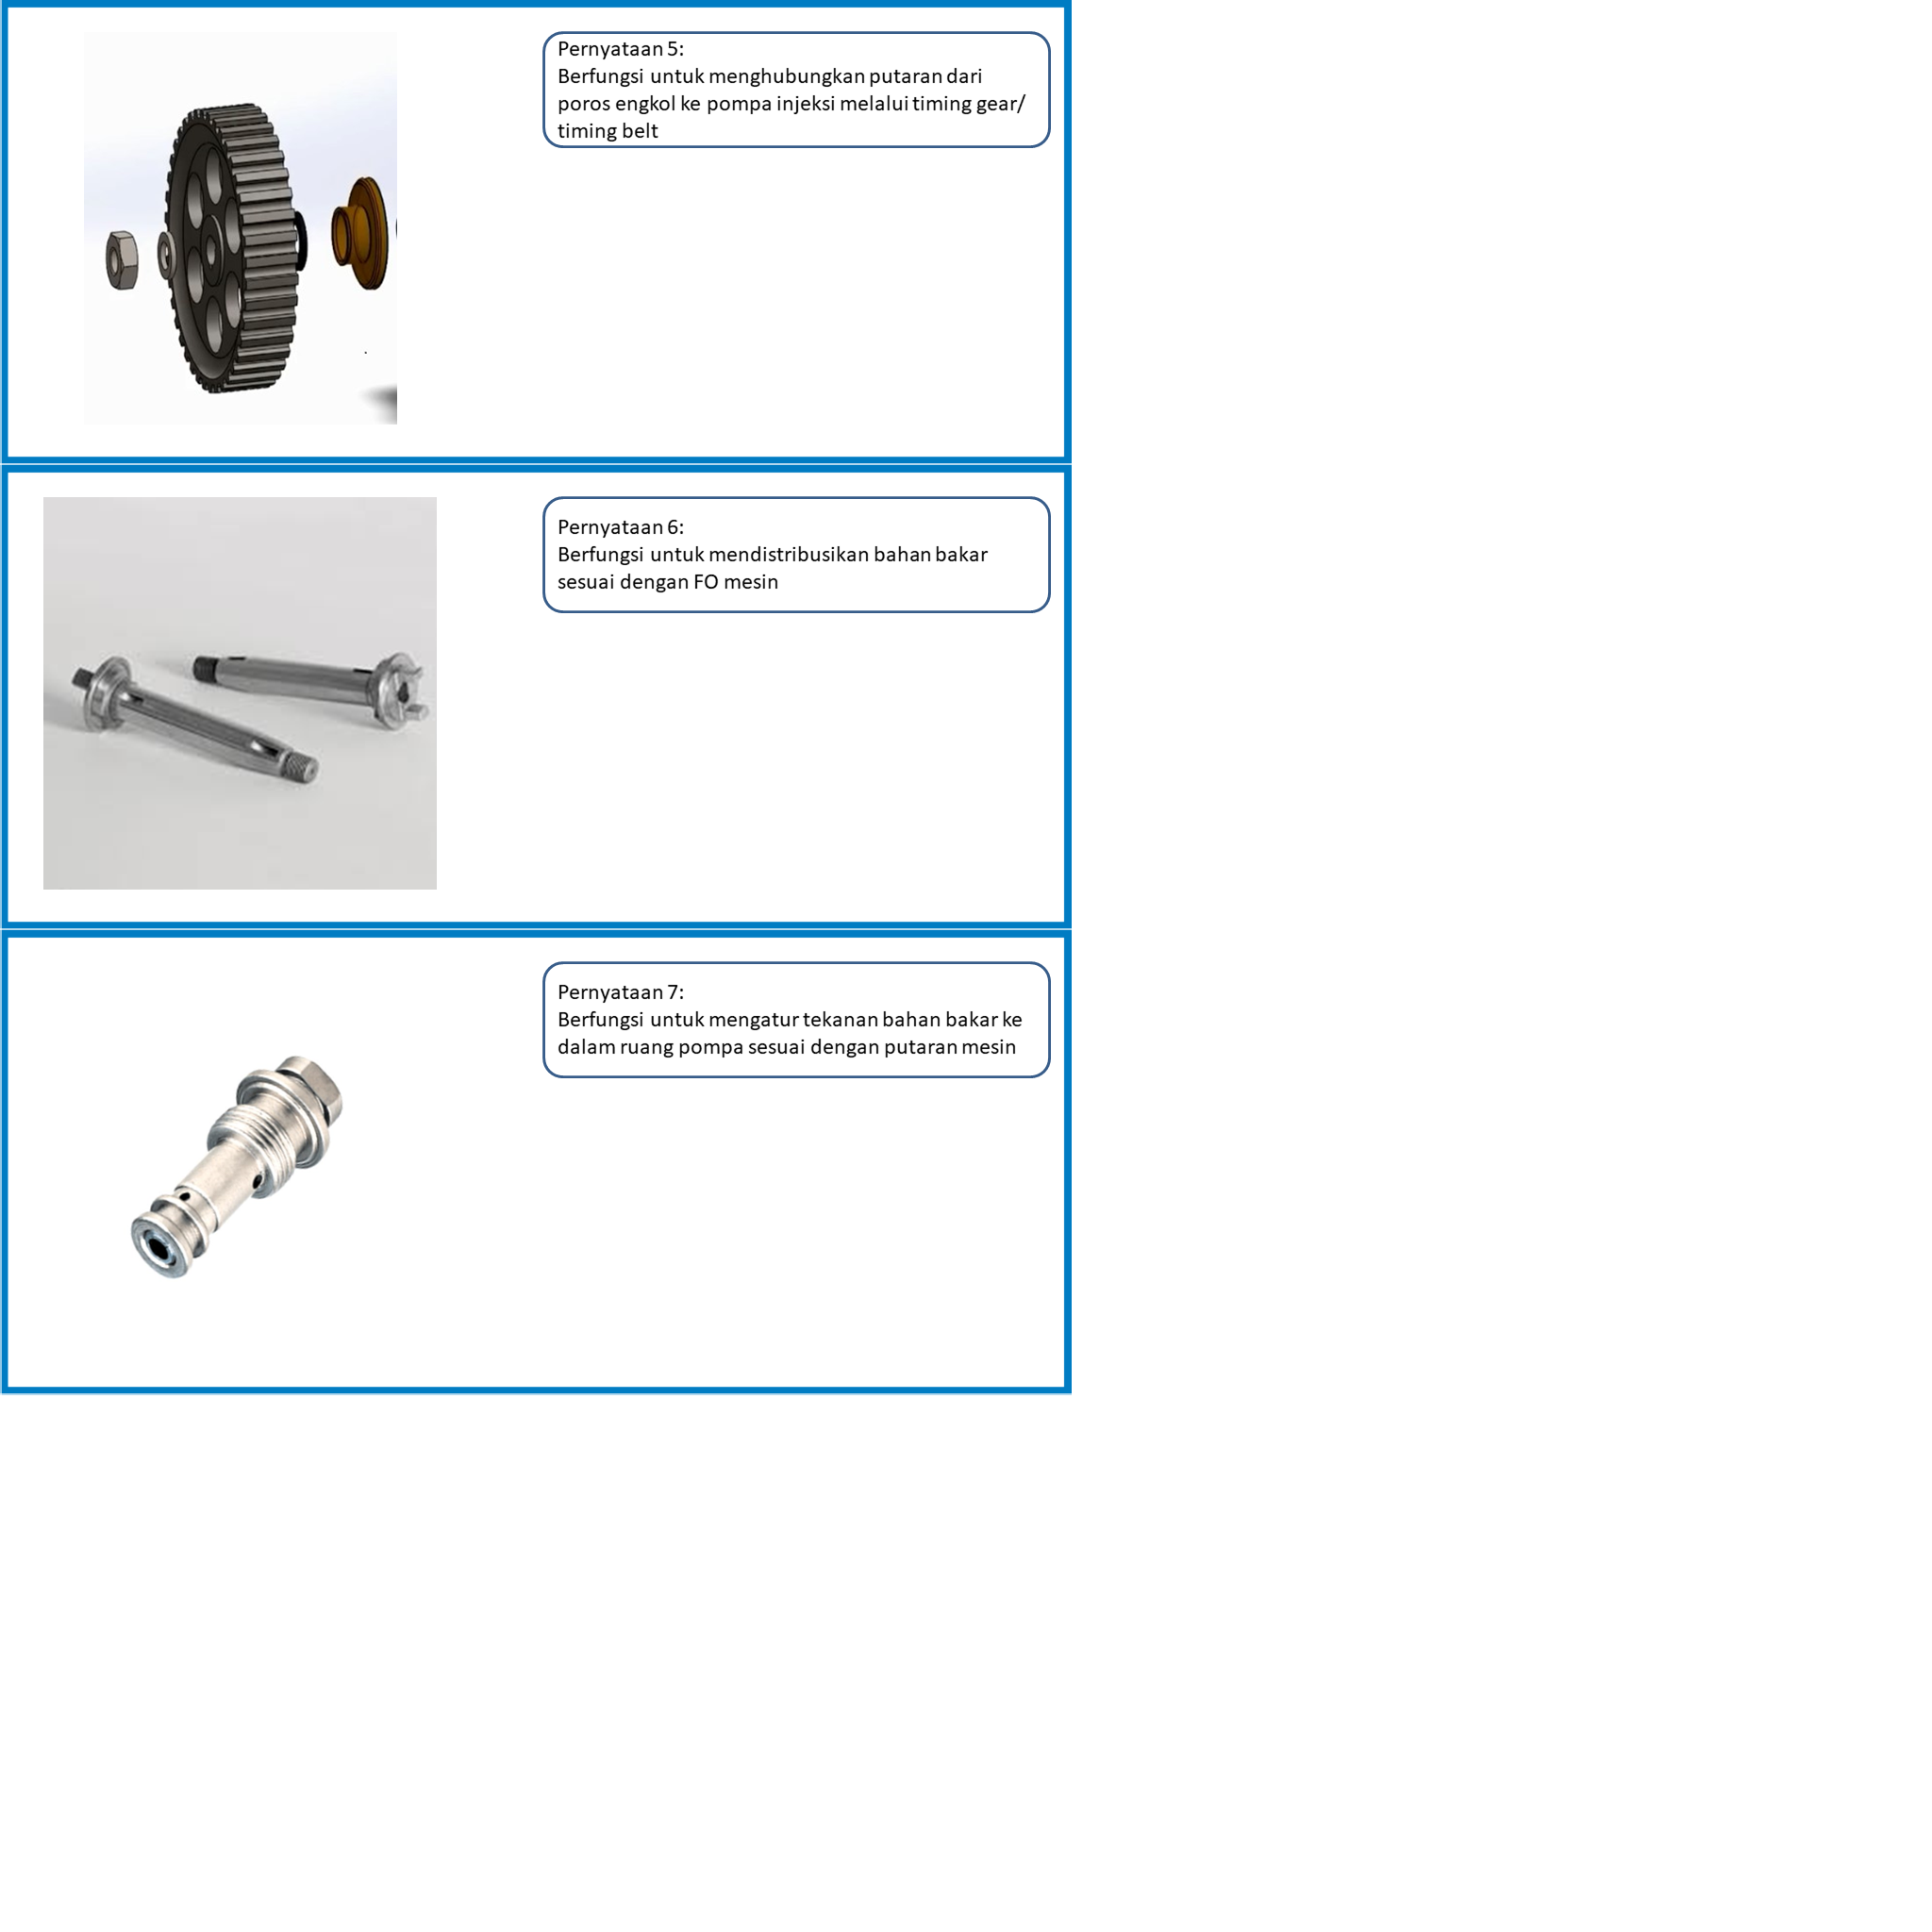 Pernyataan 5:
Berfungsi untuk menghubungkan putaran dari
poros engkol ke pompa injeksi melalui timing gear/
timing belt
Pernyataan 6:
Berfungsi untuk mendistribusikan bahan bakar
sesuai dengan FO mesin
Pernyataan 7:
Berfungsi untuk mengatur tekanan bahan bakar ke
dalam ruang pompa sesuai dengan putaran mesin